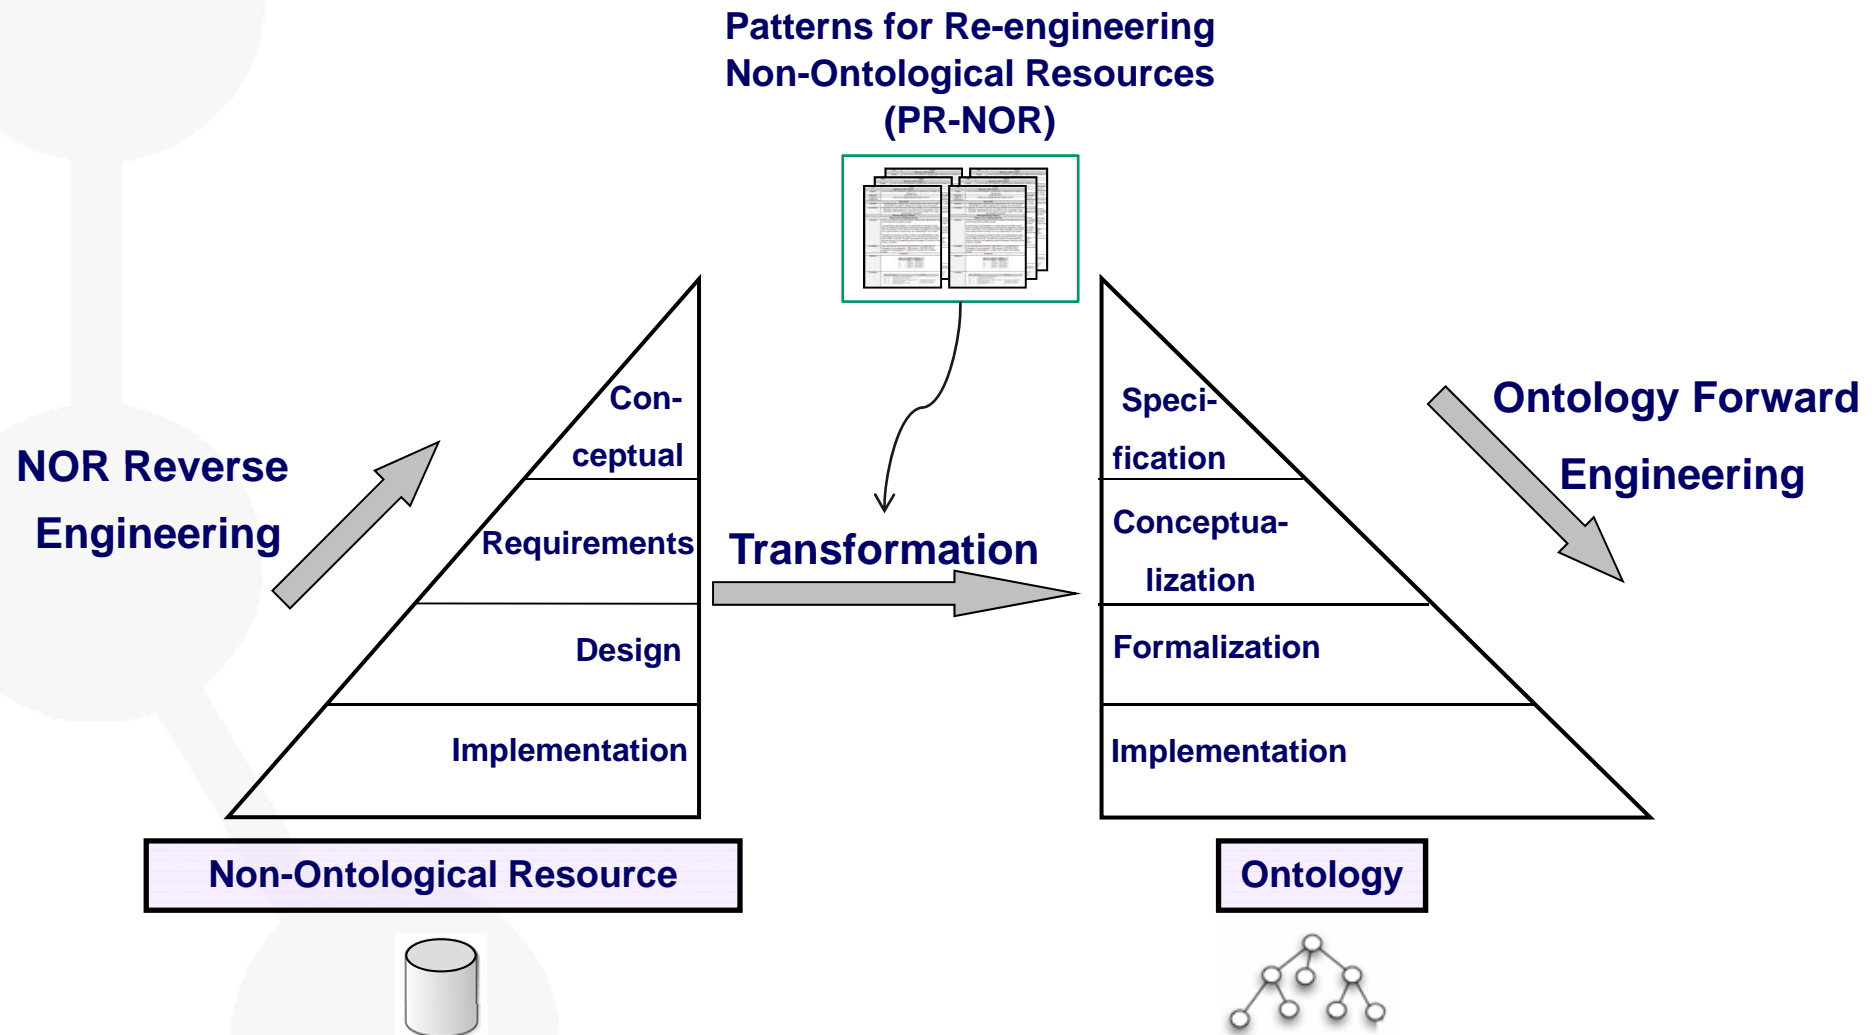 Patterns for Re-engineering
Non-Ontological Resources
(PR-NOR)
NOR Reverse
Engineering
Con-
ceptual
Requirements
Design
Implementation
Transformation
Speci-
fication
Conceptua-
lization
Formalization
Implementation
Ontology Forward
Engineering
Non-Ontological Resource
Ontology